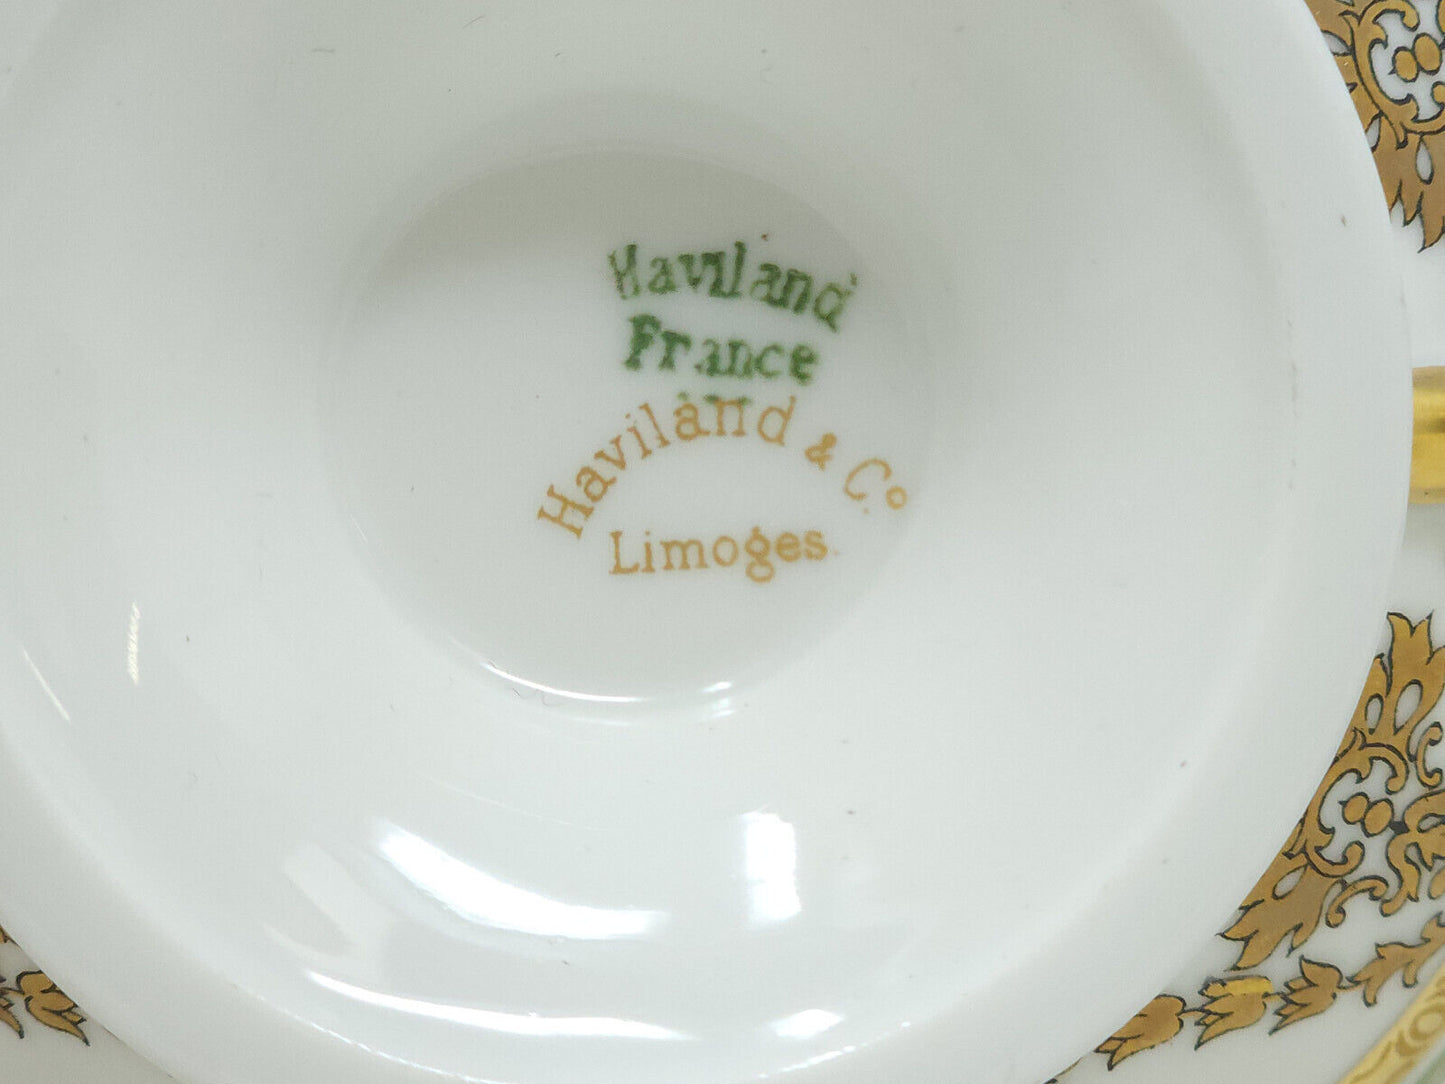 Haviland
France
Haviland & Co.
Limoges